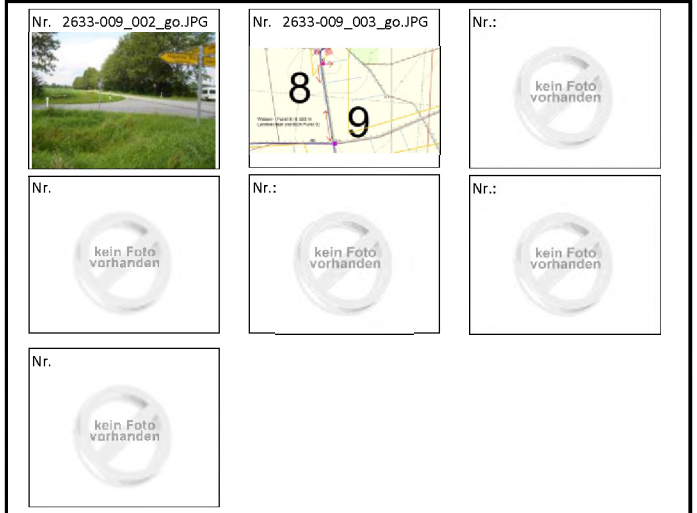 Nr. 2633-009_002_go.JPG
Nr. 2633-009_003_go.JPG
Nr.:
8
9
kein Foto
vorhanden
Nr.
Nr.:
Nr.:
kein Foto
vorhanden
kein Foto
vorhanden
kein Foto
vorhanden
Nr.
kein Foto
vorhanden